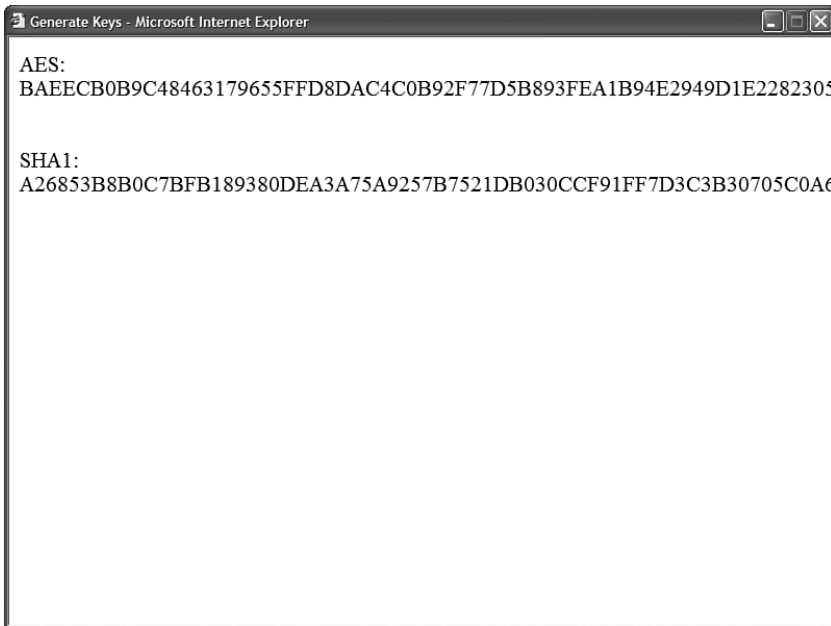 Generate Keys - Microsoft Internet Explorer
AES:
BAEECB0B9C48463179655FFD8DAC4C0B92F77D5B893FEA1B94E2949D1E2282305
SHA1:
A26853B8B0C7BFB189380DEA3A75A9257B7521DB030CCF91FF7D3C3B30705C0A6